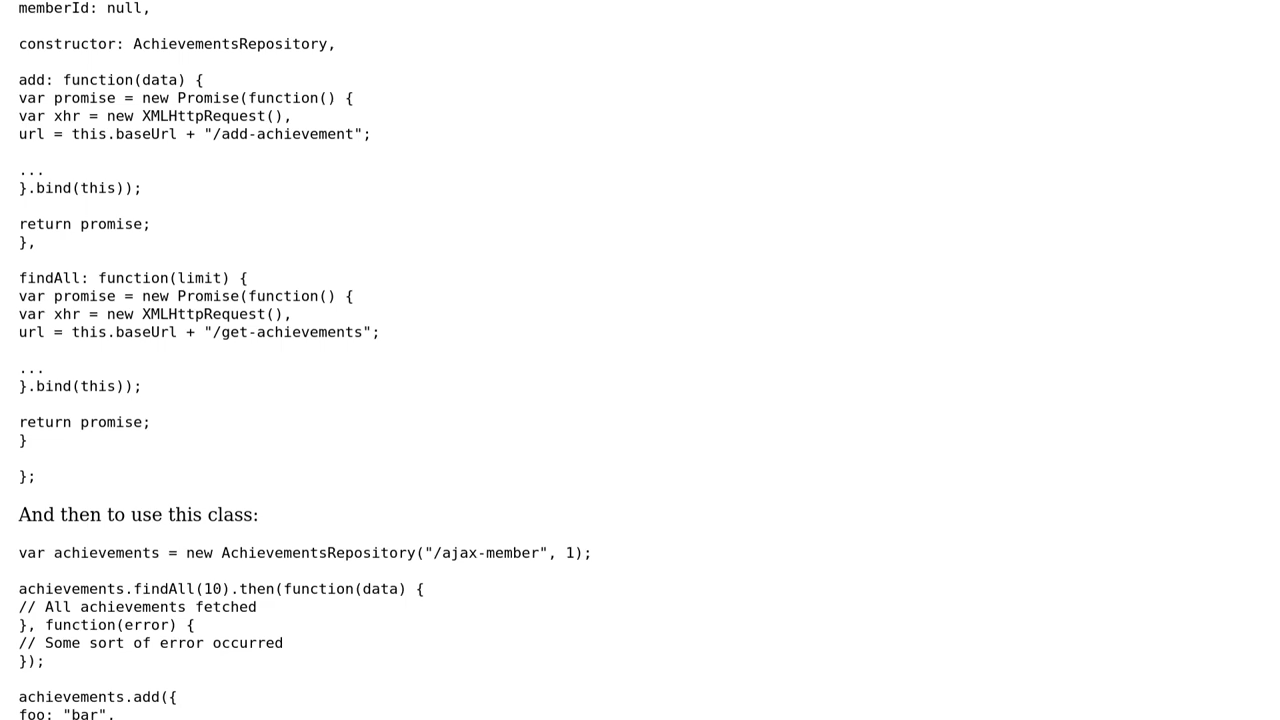 memberId: null,
constructor: AchievementsRepository,
add: function(data) {
var promise = new Promise(function() {
var xhr = new XMLHttpRequest(),
url = this.baseUrl + "/add-achievement";
...
}.bind(this));
return promise;
},
findAll: function(limit) {
var promise = new Promise(function() {
var xhr = new XMLHttpRequest(),
url = this.baseUrl + "/get-achievements";
...
}.bind(this));
return promise;
}
};
And then to use this class:
var achievements = new AchievementsRepository("/ajax-member", 1);
achievements.findAll(10).then(function(data) {
// All achievements fetched
}, function(error) {
// Some sort of error occurred
});
achievements.add({
foo: "bar",